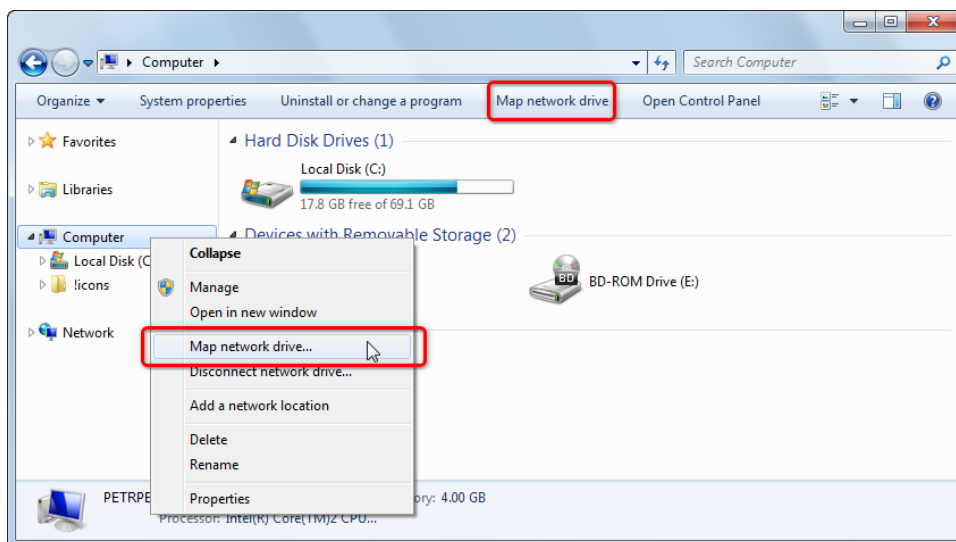 Computer
Search Computer
Organize
System properties
Uninstall or change a program
Map network drive
Open Control Panel
Favorites
Libraries
Computer
Local Disk (C
!icons
Network
Hard Disk Drives (1)
Local Disk (C:)
17.8 GB free of 69.1 GB
Devices with Removable Storage (2)
BD
BD-ROM Drive (E:)
Collapse
Manage
Open in new window
Map network drive...
Disconnect network drive...
Add a network location
Delete
Rename
Properties
PETRPE
ory: 4.00 GB
Processor: Intel(R) Core(TM)2 CPU...